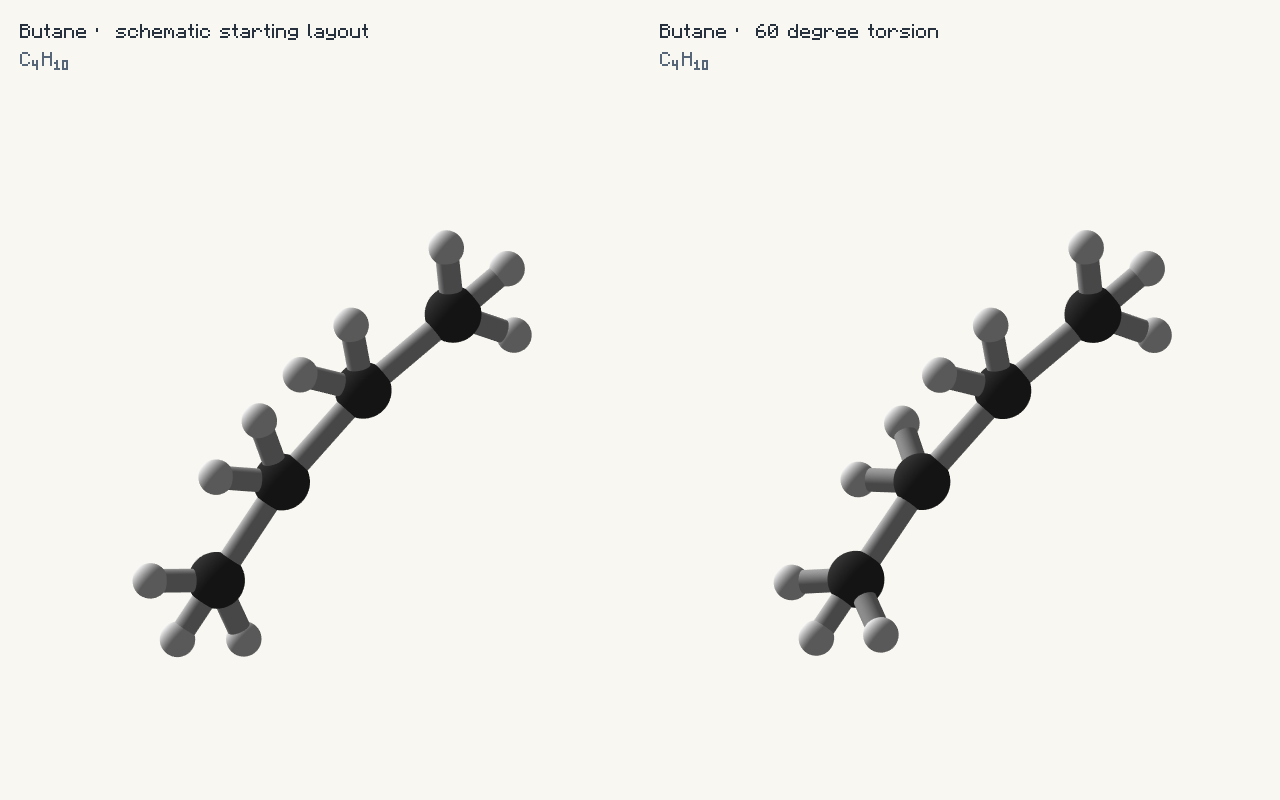 Butane · schematic starting layout
C₄H₁₀
Butane · 60 degree torsion
C₄H₁₀